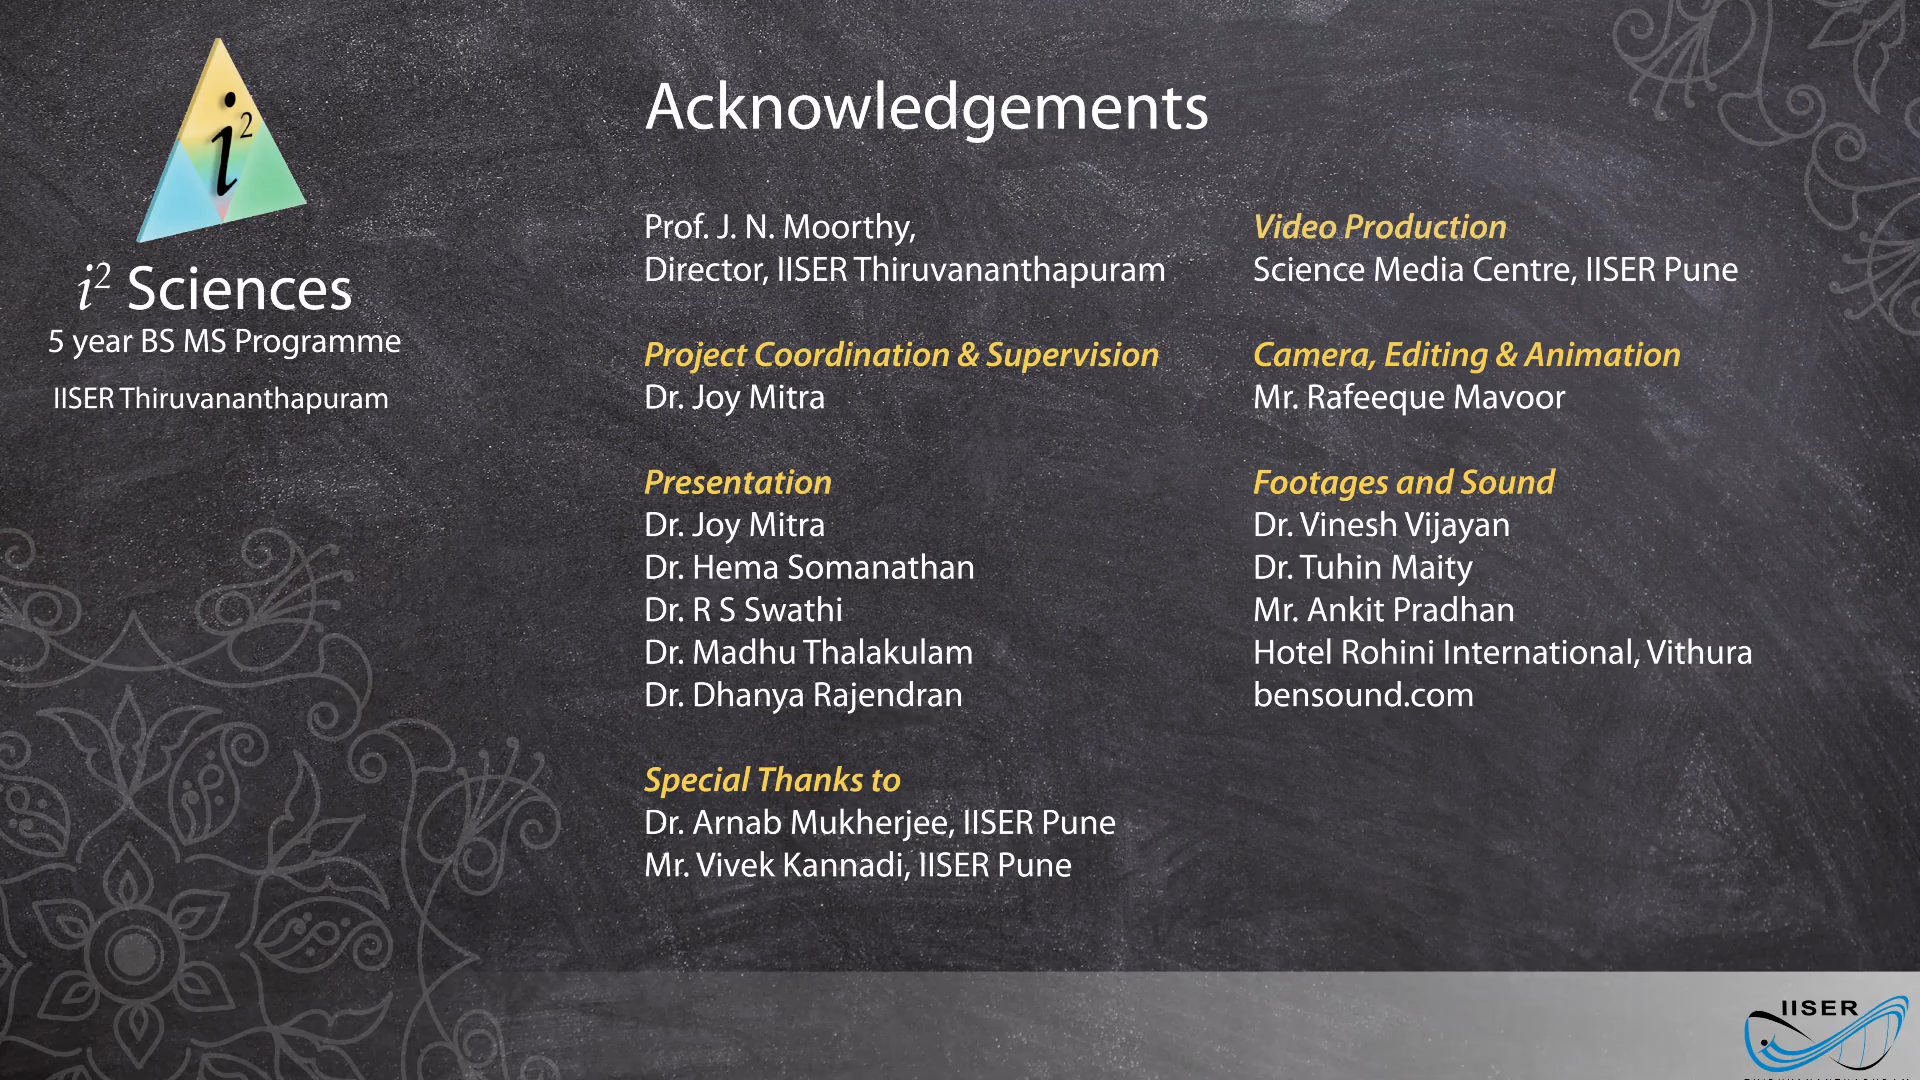 i²
i² Sciences
5 year BS MS Programme
IISER Thiruvananthapuram
Acknowledgements
Prof. J. N. Moorthy,
Director, IISER Thiruvananthapuram
Project Coordination & Supervision
Dr. Joy Mitra
Presentation
Dr. Joy Mitra
Dr. Hema Somanathan
Dr. R S Swathi
Dr. Madhu Thalakulam
Dr. Dhanya Rajendran
Special Thanks to
Dr. Arnab Mukherjee, IISER Pune
Mr. Vivek Kannadi, IISER Pune
Video Production
Science Media Centre, IISER Pune
Camera, Editing & Animation
Mr. Rafeeque Mavoor
Footages and Sound
Dr. Vinesh Vijayan
Dr. Tuhin Maity
Mr. Ankit Pradhan
Hotel Rohini International, Vithura
bensound.com
IISER